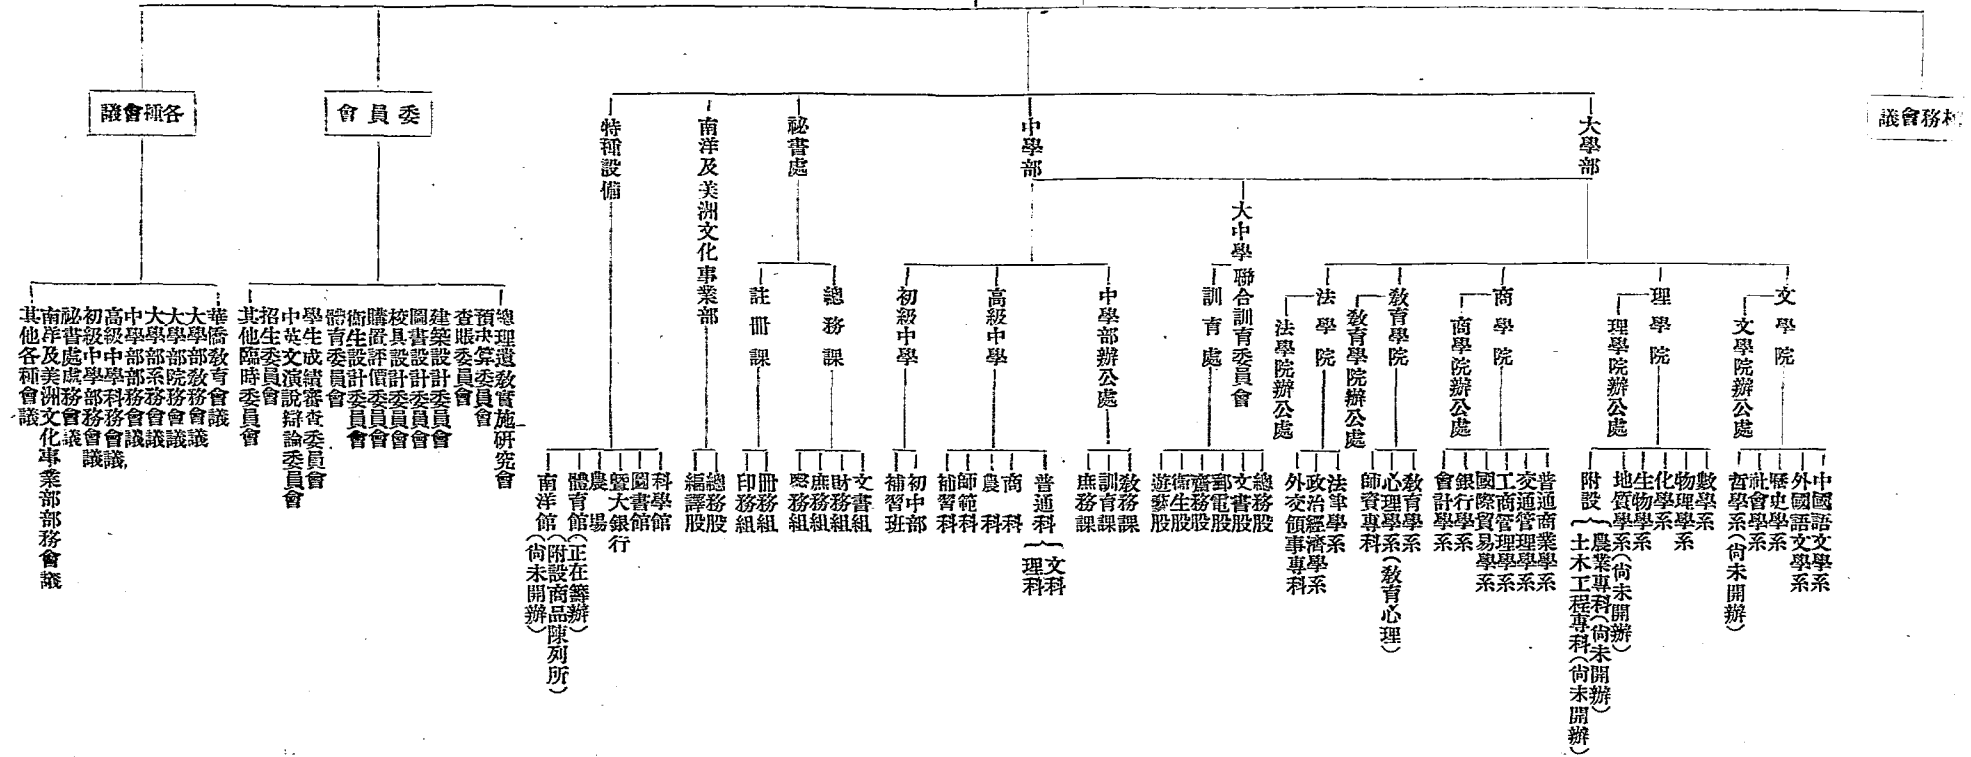 校務會議
大學部
中學部
祕書處
南洋及美洲文化事業部
特種設備
委員會
各種會議
大中學聯合訓育委員會
文學院
文學院辦公處
理學院
理學院辦公處
商學院
商學院辦公處
教育學院
教育學院辦公處
法學院
法學院辦公處
訓育處
中學部辦公處
高級中學
初級中學
總務課
註冊課
中國語文學系
外國語文學系
歷史學系
社會學系
哲學系(尙未開辦)
數學系
物理學系
化學系
生物學系
地質學系(尙未開辦)
附設
農業專科(尙未開辦)
土木工程專科(尙未開辦)
普通商業學系
交通管理學系
工商管理學系
國際貿易學系
銀行學系
會計學系
教育學系
心理學系(教育心理)
師資專科
法律學系
政治經濟學系
外交領事專科
總務股
文書股
郵電股
齋務股
衛生股
遊藝股
教務課
訓育課
庶務課
普通科
文科
理科
商科
農科
師範科
補習科
初中部
補習班
文書組
財務組
庶務組
冊務組
印務組
總務股
編譯股
科學館
圖書館
暨大銀行
農場
體育館(正在籌辦)
南洋館(附設商品陳列所)(尙未開辦)
總理遺敎實施研究會
預决算委員會
查賬委員會
建築設計委員會
圖書設計委員會
校具設計委員會
購置評價委員會
衛生設計委員會
體育委員會
學生成績審查委員會
中英文演說辯論委員會
招生委員會
其他臨時委員會
華僑敎育會議
大學部敎務會議
大學院務會議
大學部系務會議
中學部部務會議
高級中學科務會議
初級中學部務會議
祕書處處務會議
南洋及美洲文化事業部部務會議
其他各種會議